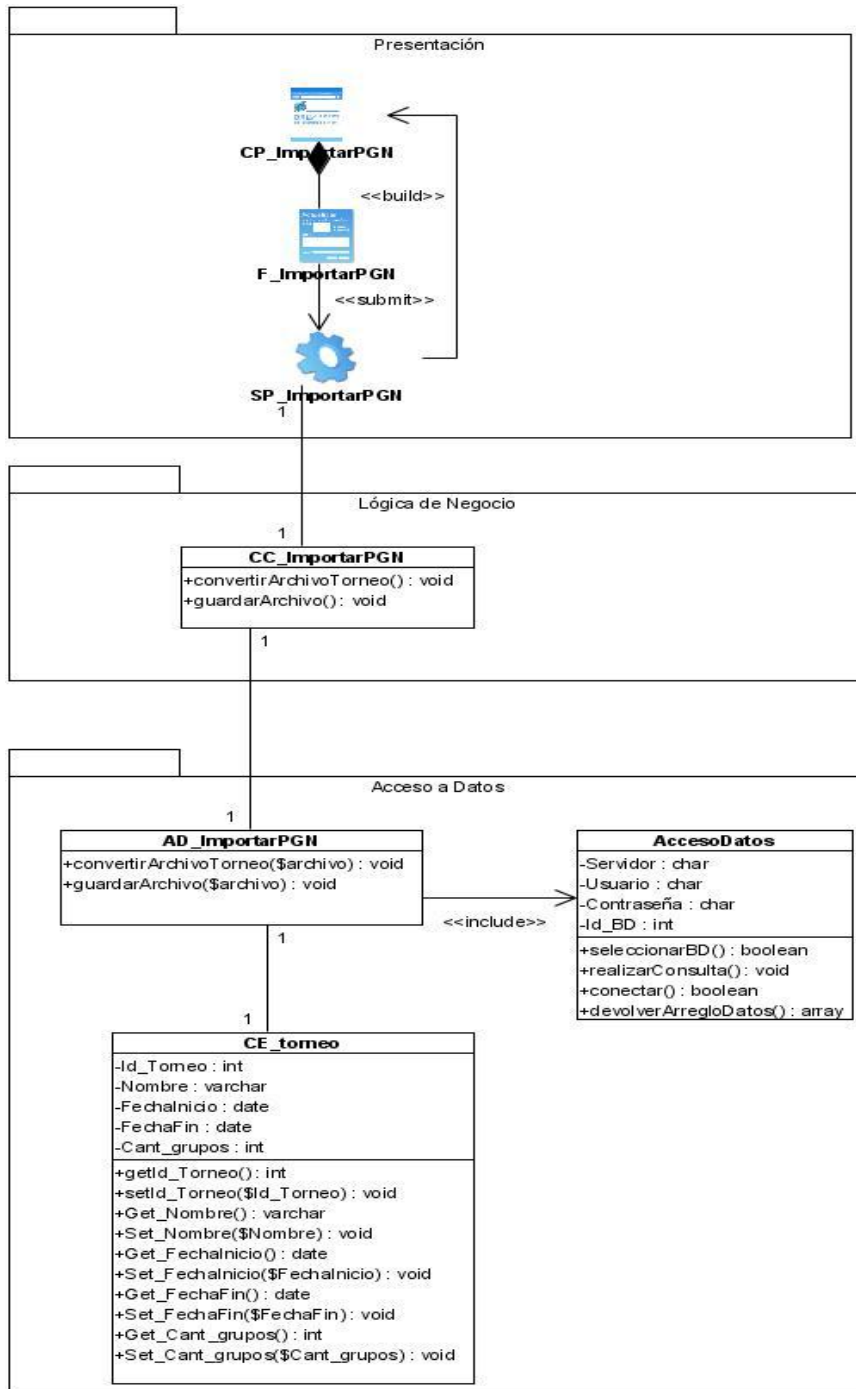 Presentación
CP_ImportarPGN
<<build>>
F_ImportarPGN
<<submit>>
SP_ImportarPGN
1
Lógica de Negocio
1
CC_ImportarPGN
+convertirArchivoTorneo() : void
+guardarArchivo() : void
1
Acceso a Datos
1
AD_ImportarPGN
+convertirArchivoTorneo($archivo) : void
+guardarArchivo($archivo) : void
<<include>>
AccesoDatos
-Servidor : char
-Usuario : char
-Contraseña : char
-Id_BD : int
+seleccionarBD() : boolean
+realizarConsulta() : void
+conectar() : boolean
+devolverArregloDatos() : array
1
1
CE_torneo
-Id_Torneo : int
-Nombre : varchar
-FechaInicio : date
-FechaFin : date
-Cant_grupos : int
+getId_Torneo() : int
+setId_Torneo($Id_Torneo) : void
+Get_Nombre() : varchar
+Set_Nombre($Nombre) : void
+Get_FechaInicio() : date
+Set_FechaInicio($FechaInicio) : void
+Get_FechaFin() : date
+Set_FechaFin($FechaFin) : void
+Get_Cant_grupos() : int
+Set_Cant_grupos($Cant_grupos) : void